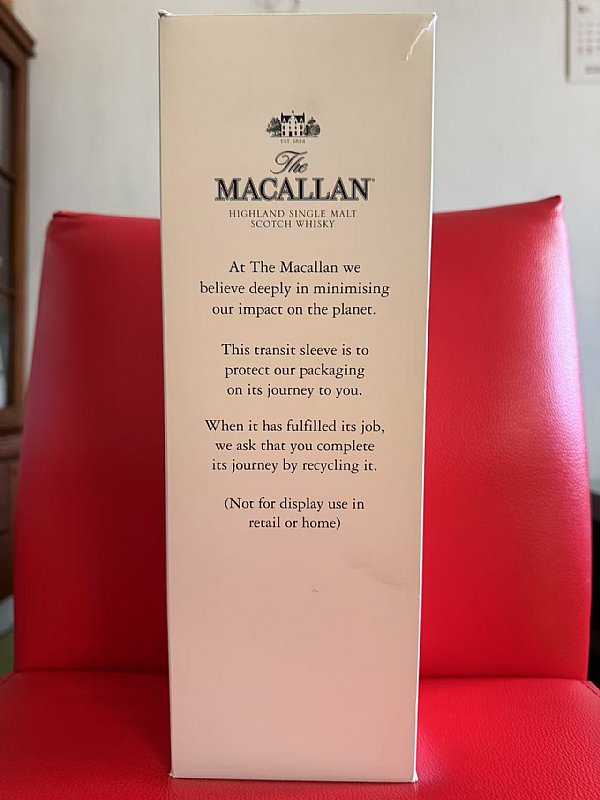 EST. 1824
The
MACALLAN
HIGHLAND SINGLE MALT
SCOTCH WHISKY
At The Macallan we
believe deeply in minimising
our impact on the planet.
This transit sleeve is to
protect our packaging
on its journey to you.
When it has fulfilled its job,
we ask that you complete
its journey by recycling it.
(Not for display use in
retail or home)